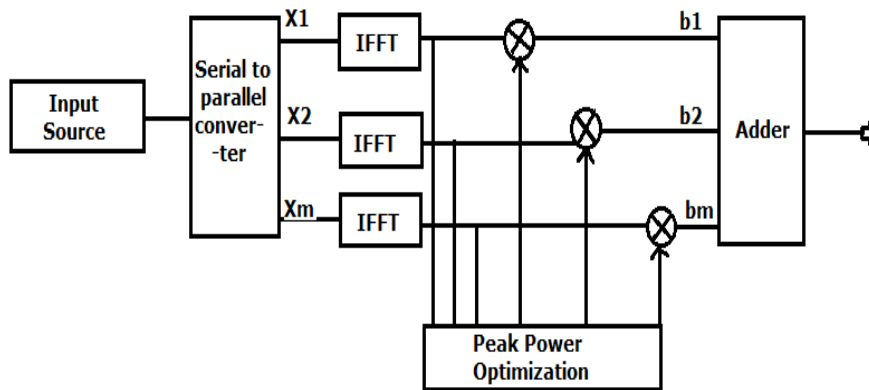 Input
Source
Serial to
parallel
conver-
-ter
X1
X2
Xm
IFFT
IFFT
IFFT
b1
b2
bm
Adder
Peak Power
Optimization